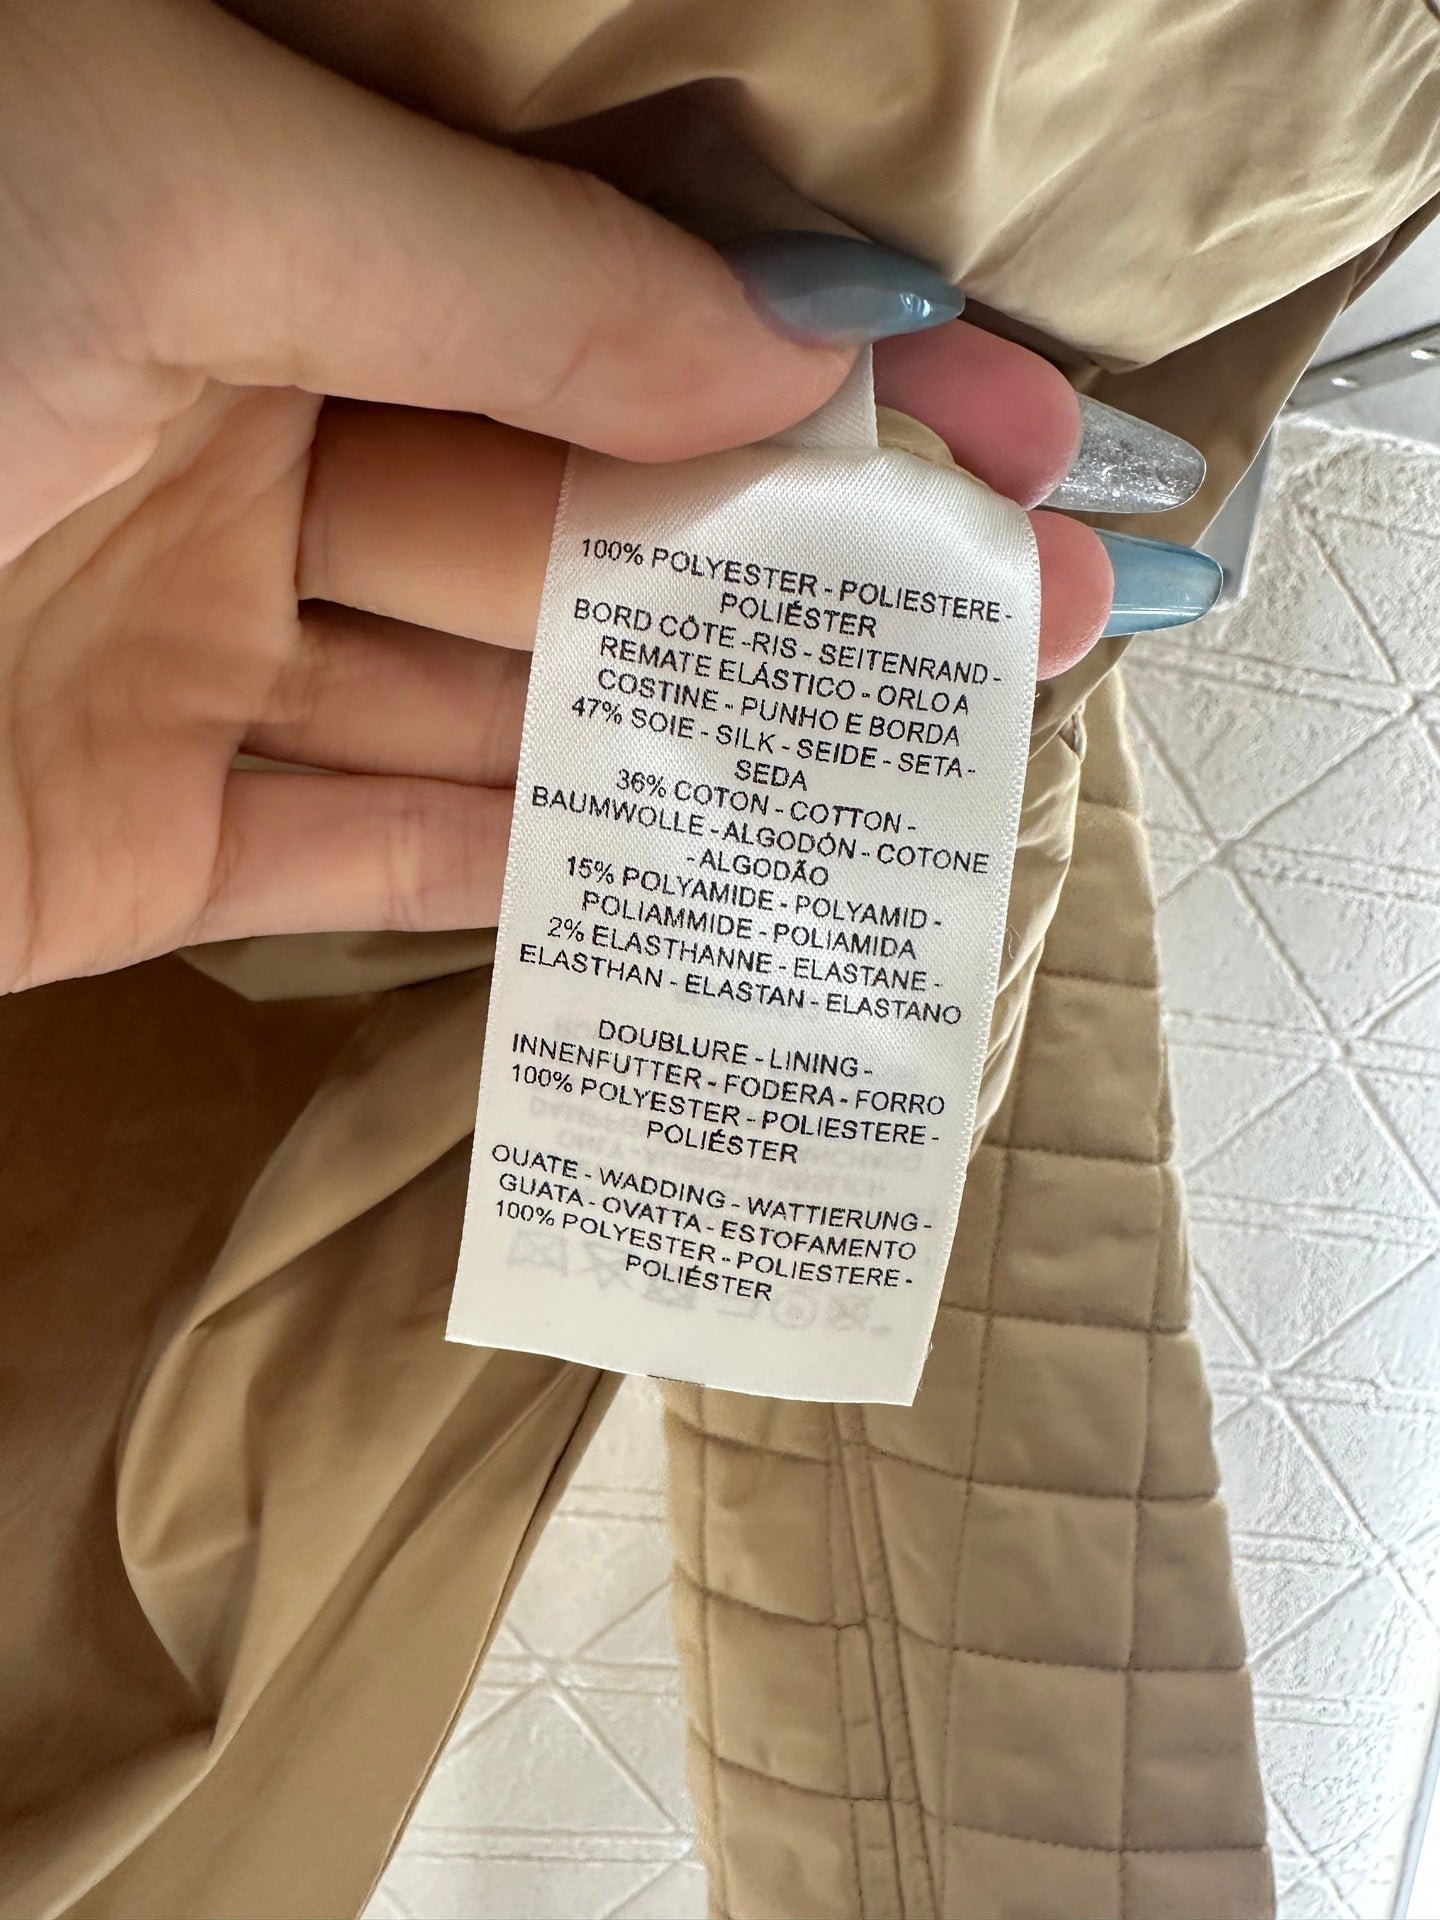 100% POLYESTER - POLIESTERE -
POLIÉSTER
BORD CÔTE -RIS - SEITENRAND -
REMATE ELÁSTICO - ORLO A
COSTINE - PUNHO E BORDA
47% SOIE - SILK - SEIDE - SETA -
SEDA
36% COTON - COTTON -
BAUMWOLLE - ALGODÓN - COTONE
- ALGODÃO
15% POLYAMIDE - POLYAMID -
POLIAMMIDE - POLIAMIDA
2% ELASTHANNE - ELASTANE -
ELASTHAN - ELASTAN - ELASTANO
DOUBLURE - LINING -
INNENFUTTER - FODERA - FORRO
100% POLYESTER - POLIESTERE -
POLIÉSTER
OUATE - WADDING - WATTIERUNG -
GUATA - OVATTA - ESTOFAMENTO
100% POLYESTER - POLIESTERE -
POLIÉSTER